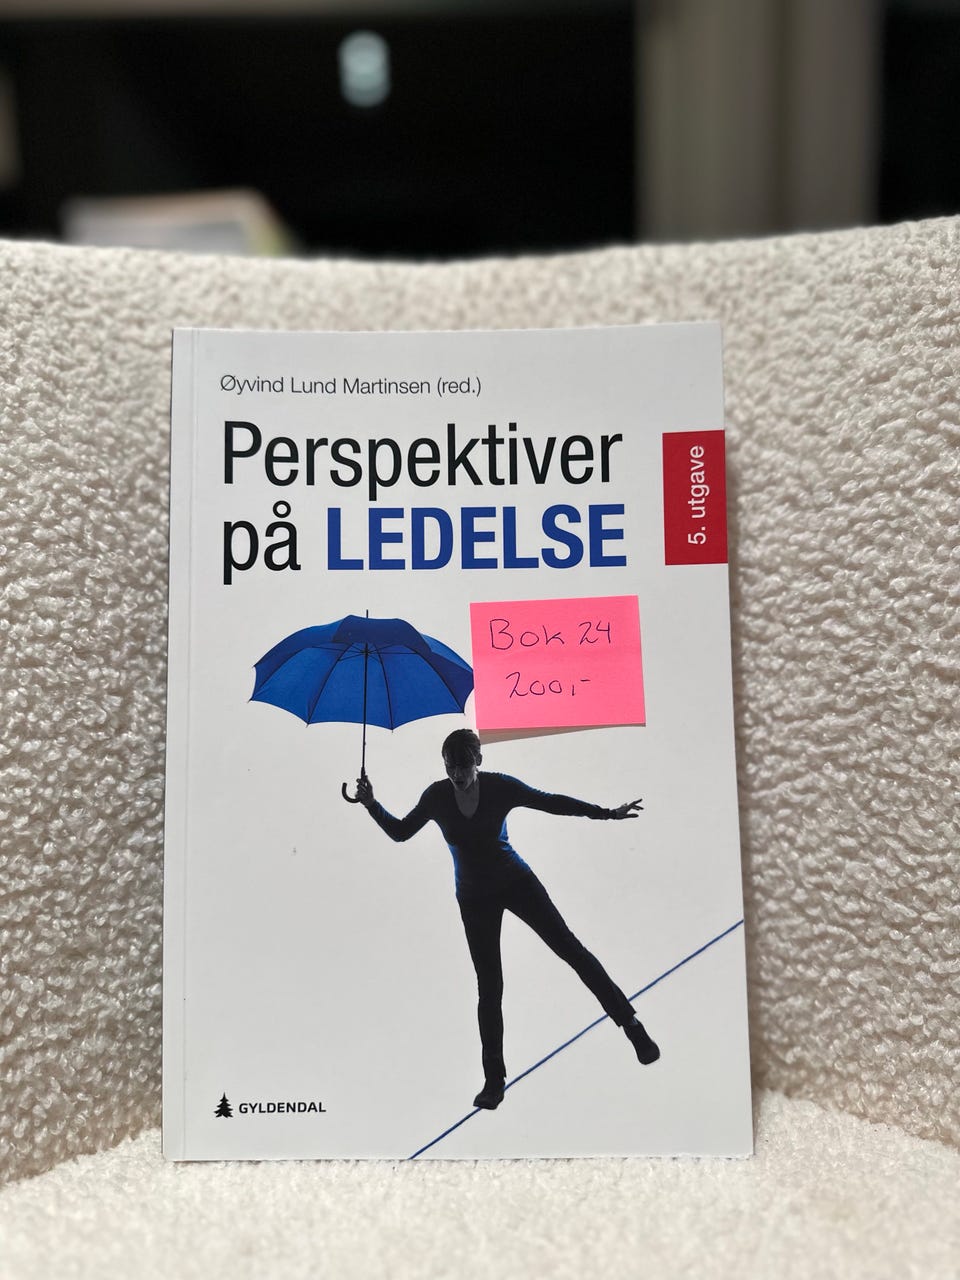 Øyvind Lund Martinsen (red.)
Perspektiver
på LEDELSE
5. utgave
Bok 24
200,-
GYLDENDAL